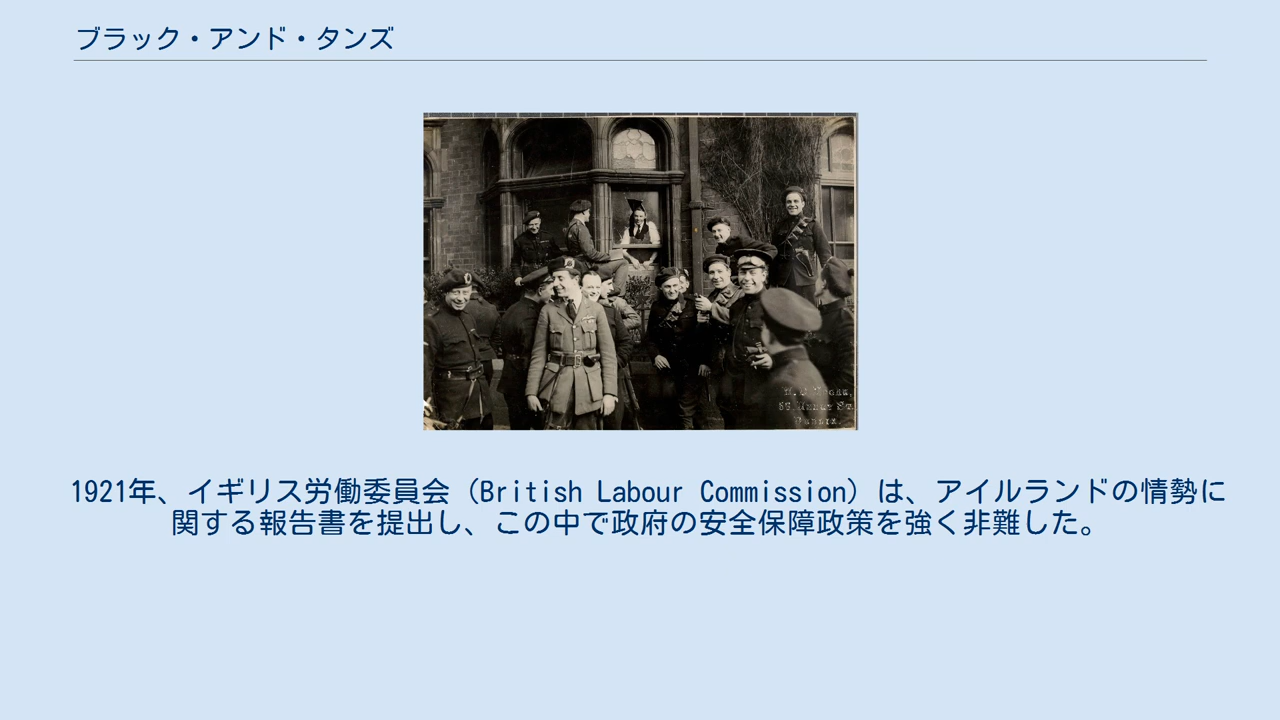 ブラック・アンド・タンズ
1921年、イギリス労働委員会（British Labour Commission）は、アイルランドの情勢に
関する報告書を提出し、この中で政府の安全保障政策を強く非難した。